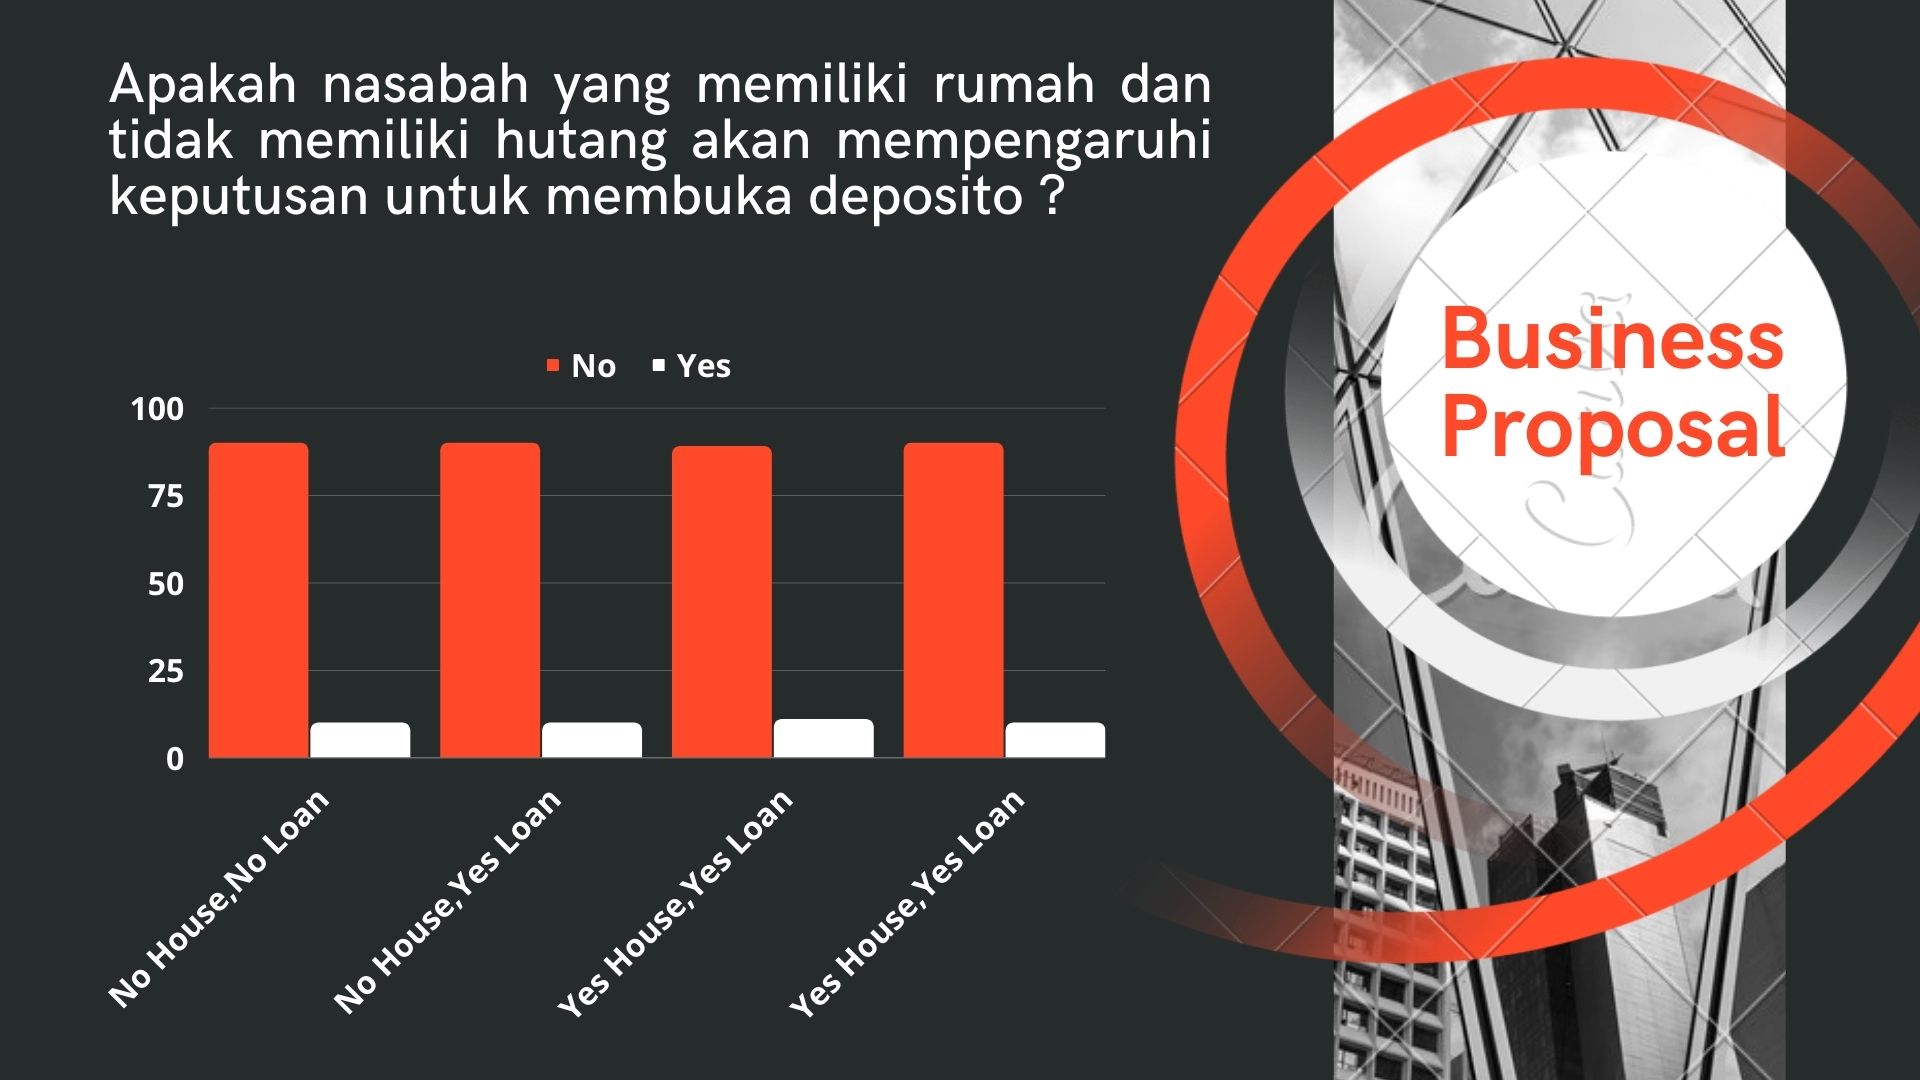 Apakah nasabah yang memiliki rumah dan
tidak memiliki hutang akan mempengaruhi
keputusan untuk membuka deposito ?
No Yes
100
75
50
25
0
No House,No Loan
No House,Yes Loan
Yes House,Yes Loan
Yes House,Yes Loan
Business
Proposal
Canva